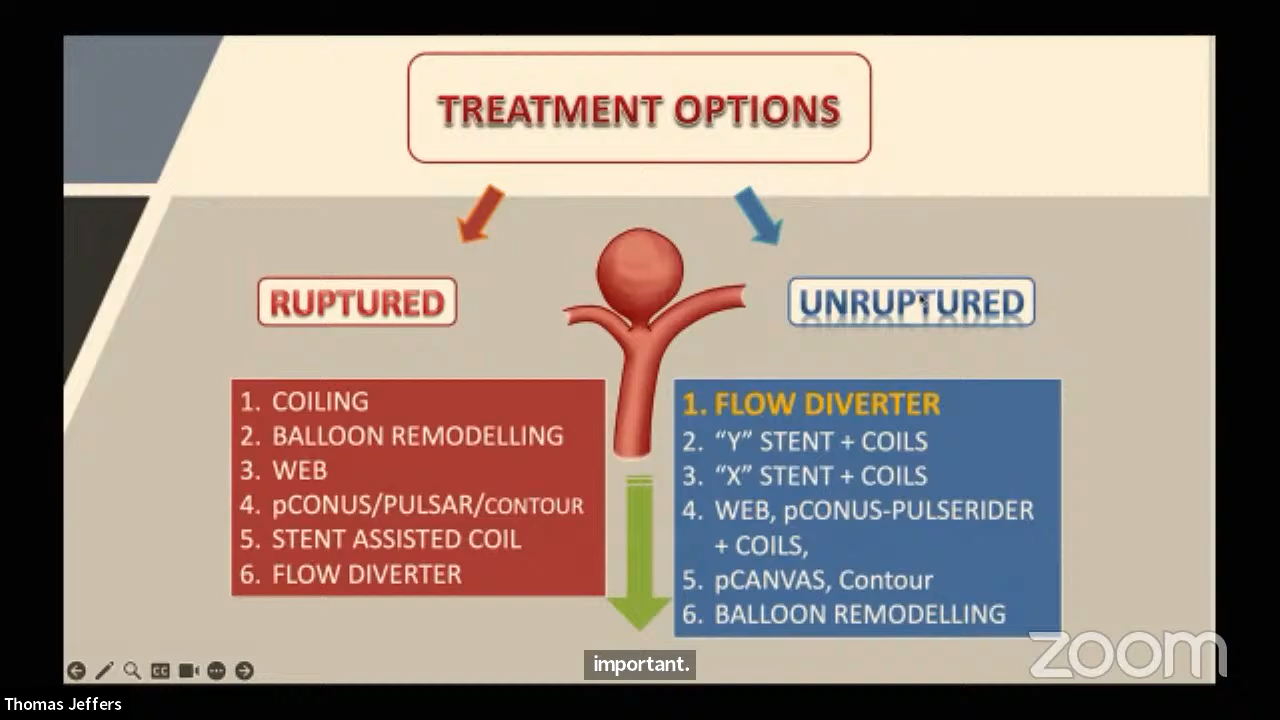 TREATMENT OPTIONS
RUPTURED
1. COILING
2. BALLOON REMODELLING
3. WEB
4. pCONUS/PULSAR/CONTOUR
5. STENT ASSISTED COIL
6. FLOW DIVERTER
UNRUPTURED
1. FLOW DIVERTER
2. “Y” STENT + COILS
3. “X” STENT + COILS
4. WEB, pCONUS-PULSERIDER
+ COILS,
5. pCANVAS, Contour
6. BALLOON REMODELLING
zoom
CC
important.
Thomas Jeffers